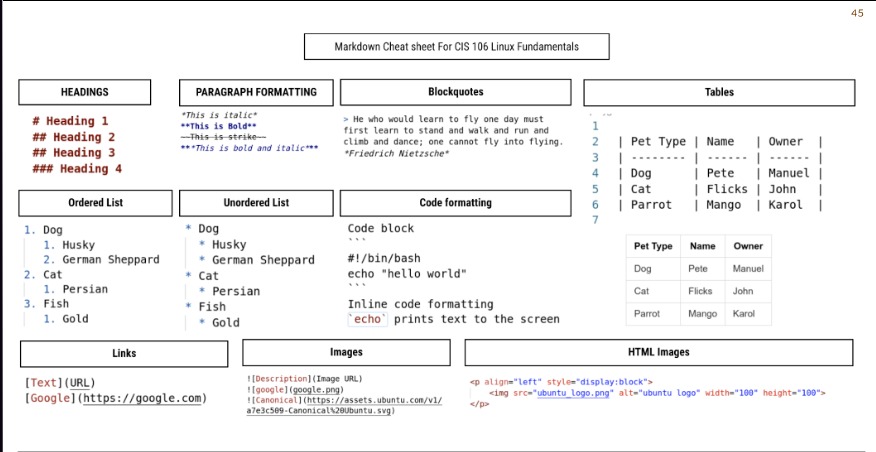 45
Markdown Cheat sheet For CIS 106 Linux Fundamentals
HEADINGS
# Heading 1
## Heading 2
## Heading 3
### Heading 4
PARAGRAPH FORMATTING
*This is italic*
**This is Bold**
~~This is strike~~
***This is bold and italic***
Blockquotes
> He who would learn to fly one day must
first learn to stand and walk and run and
climb and dance; one cannot fly into flying.
*Friedrich Nietzsche*
Tables
1
2 | Pet Type | Name | Owner |
3 | -------- | ------ | ------ |
4 | Dog | Pete | Manuel |
5 | Cat | Flicks | John |
6 | Parrot | Mango | Karol |
7
Pet Type Name Owner
Dog Pete Manuel
Cat Flicks John
Parrot Mango Karol
Ordered List
1. Dog
1. Husky
2. German Sheppard
2. Cat
1. Persian
3. Fish
1. Gold
Unordered List
* Dog
* Husky
* German Sheppard
* Cat
* Persian
* Fish
* Gold
Code formatting
Code block
```
#!/bin/bash
echo "hello world"
```
Inline code formatting
`echo` prints text to the screen
Links
[Text](URL)
[Google](https://google.com)
Images
![Description](Image URL)
![google](google.png)
![Canonical](https://assets.ubuntu.com/v1/
a7e3c509-Canonical%20Ubuntu.svg)
HTML Images
<p align="left" style="display:block">
<img src="ubuntu_logo.png" alt="ubuntu logo" width="100" height="100">
</p>